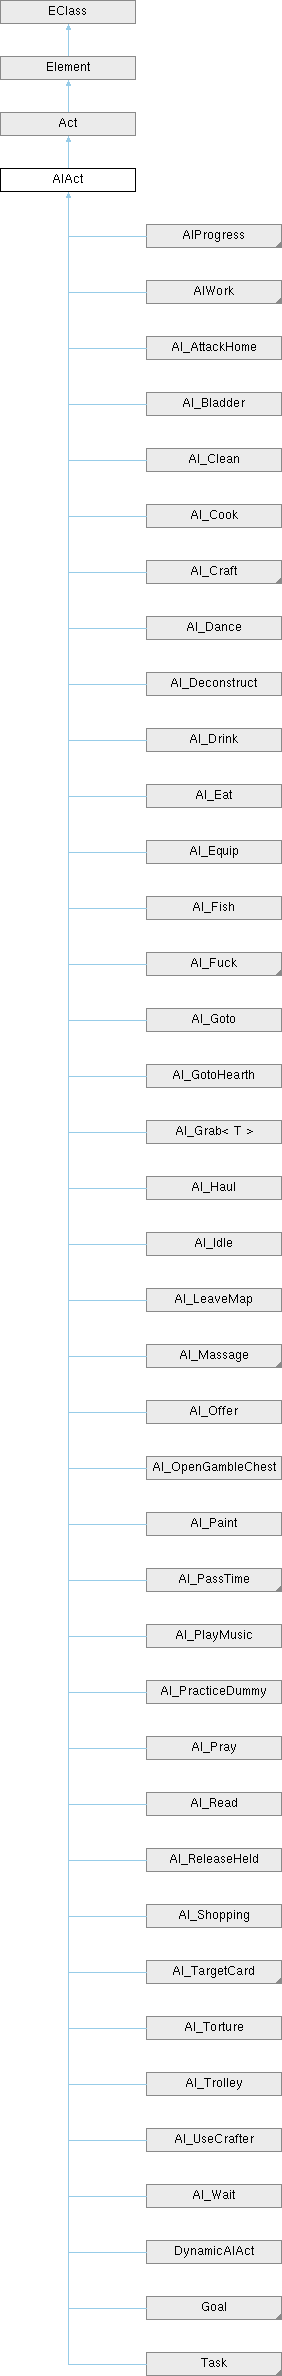 EClass
Element
Act
AIAct
AIProgress
AIWork
AI_AttackHome
AI_Bladder
AI_Clean
AI_Cook
AI_Craft
AI_Dance
AI_Deconstruct
AI_Drink
AI_Eat
AI_Equip
AI_Fish
AI_Fuck
AI_Goto
AI_GotoHearth
AI_Grab< T >
AI_Haul
AI_Idle
AI_LeaveMap
AI_Massage
AI_Offer
AI_OpenGambleChest
AI_Paint
AI_PassTime
AI_PlayMusic
AI_PracticeDummy
AI_Pray
AI_Read
AI_ReleaseHeld
AI_Shopping
AI_TargetCard
AI_Torture
AI_Trolley
AI_UseCrafter
AI_Wait
DynamicAIAct
Goal
Task